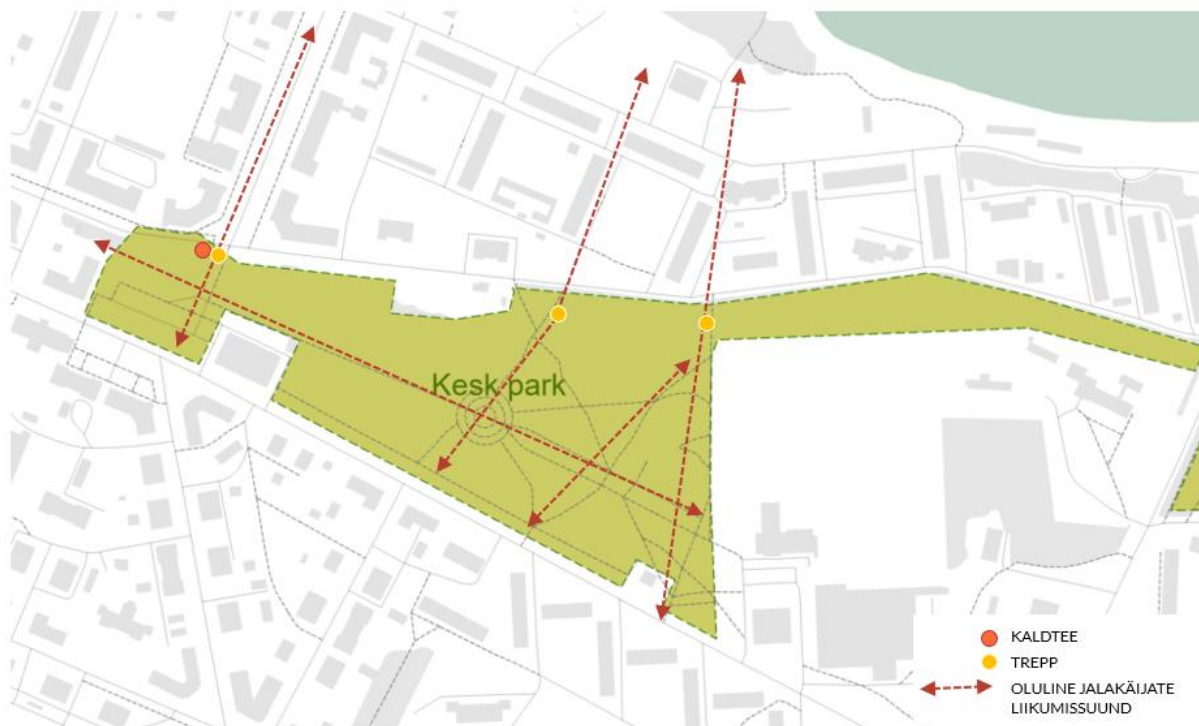 Kesk park
KALDTEE
TREPP
OLULINE JALAKÄIJATE
LIIKUMISSUUND